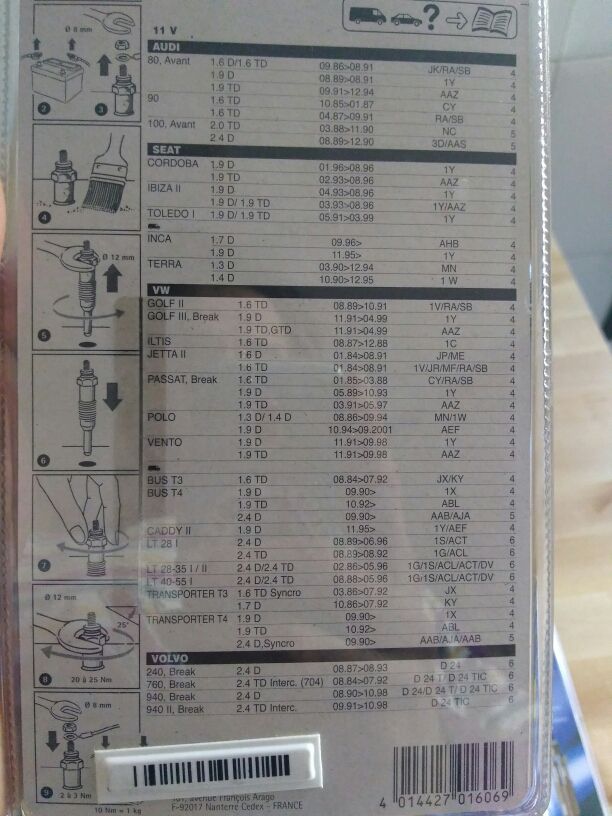 Ø 8 mm
2
3
4
Ø 12 mm
5
6
7
Ø 12 mm
25°
8
20 à 25 Nm
Ø 8 mm
9
2 à 3 Nm
10 Nm = 1 kg
?
11 V
AUDI
80, Avant 1.6 D/1.6 TD 09.86>08.91 JK/RA/SB 4
1.9 D 08.89>08.91 1Y 4
1.9 TD 09.91>12.94 AAZ 4
90 1.6 TD 10.85>01.87 CY 4
1.6 TD 04.87>09.91 RA/SB 4
100, Avant 2.0 TD 03.88>11.90 NC 5
2.4 D 08.89>12.90 3D/AAS 5
SEAT
CORDOBA 1.9 D 01.96>08.96 1Y 4
1.9 TD 02.93>08.96 AAZ 4
IBIZA II 1.9 D 04.93>08.96 1Y 4
1.9 D/ 1.9 TD 03.93>08.96 1Y/AAZ 4
TOLEDO I 1.9 D/ 1.9 TD 05.91>03.99 1Y 4
INCA 1.7 D 09.96> AHB 4
1.9 D 11.95> 1Y 4
TERRA 1.3 D 03.90>12.94 MN 4
1.4 D 10.90>12.95 1 W 4
VW
GOLF II 1.6 TD 08.89>10.91 1V/RA/SB 4
GOLF III, Break 1.9 D 11.91>04.99 1Y 4
1.9 TD,GTD 11.91>04.99 AAZ 4
ILTIS 1.6 TD 08.87>12.88 1C 4
JETTA II 1.6 D 01.84>08.91 JP/ME 4
1.6 TD 01.84>08.91 1V/JR/MF/RA/SB 4
PASSAT, Break 1.6 TD 01.85>03.88 CY/RA/SB 4
1.9 D 05.89>10.93 1Y 4
1.9 TD 03.91>05.97 AAZ 4
POLO 1.3 D/ 1.4 D 08.86>09.94 MN/1W 4
1.9 D 10.94>09.2001 AEF 4
VENTO 1.9 D 11.91>09.98 1Y 4
1.9 TD 11.91>09.98 AAZ 4
BUS T3 1.6 TD 08.84>07.92 JX/KY 4
BUS T4 1.9 D 09.90> 1X 4
1.9 TD 10.92> ABL 4
2.4 D 09.90> AAB/AJA 5
CADDY II 1.9 D 11.95> 1Y/AEF 4
LT 28 I 2.4 D 08.89>06.96 1S/ACT 6
2.4 TD 08.89>08.92 1G/ACL 6
LT 28-35 I / II 2.4 D/2.4 TD 02.86>05.96 1G/1S/ACL/ACT/DV 6
LT 40-55 I 2.4 D/2.4 TD 08.88>05.96 1G/1S/ACL/ACT/DV 6
TRANSPORTER T3 1.6 TD Syncro 03.86>07.92 JX 4
1.7 D 10.86>07.92 KY 4
TRANSPORTER T4 1.9 D 09.90> 1X 4
1.9 TD 10.92> ABL 4
2.4 D,Syncro 09.90> AAB/AJA/AAB 5
VOLVO
240, Break 2.4 D 08.87>08.93 D 24 6
760, Break 2.4 TD Interc. (704) 08.84>07.92 D 24 T/ D 24 TIC 6
940, Break 2.4 D 08.90>10.98 D 24/D 24 T/ D 24 TIC 6
940 II, Break 2.4 TD Interc. 09.91>10.98 D 24 TIC 6
avenue François Arago
F-92017 Nanterre Cedex - FRANCE
4 014427 016069